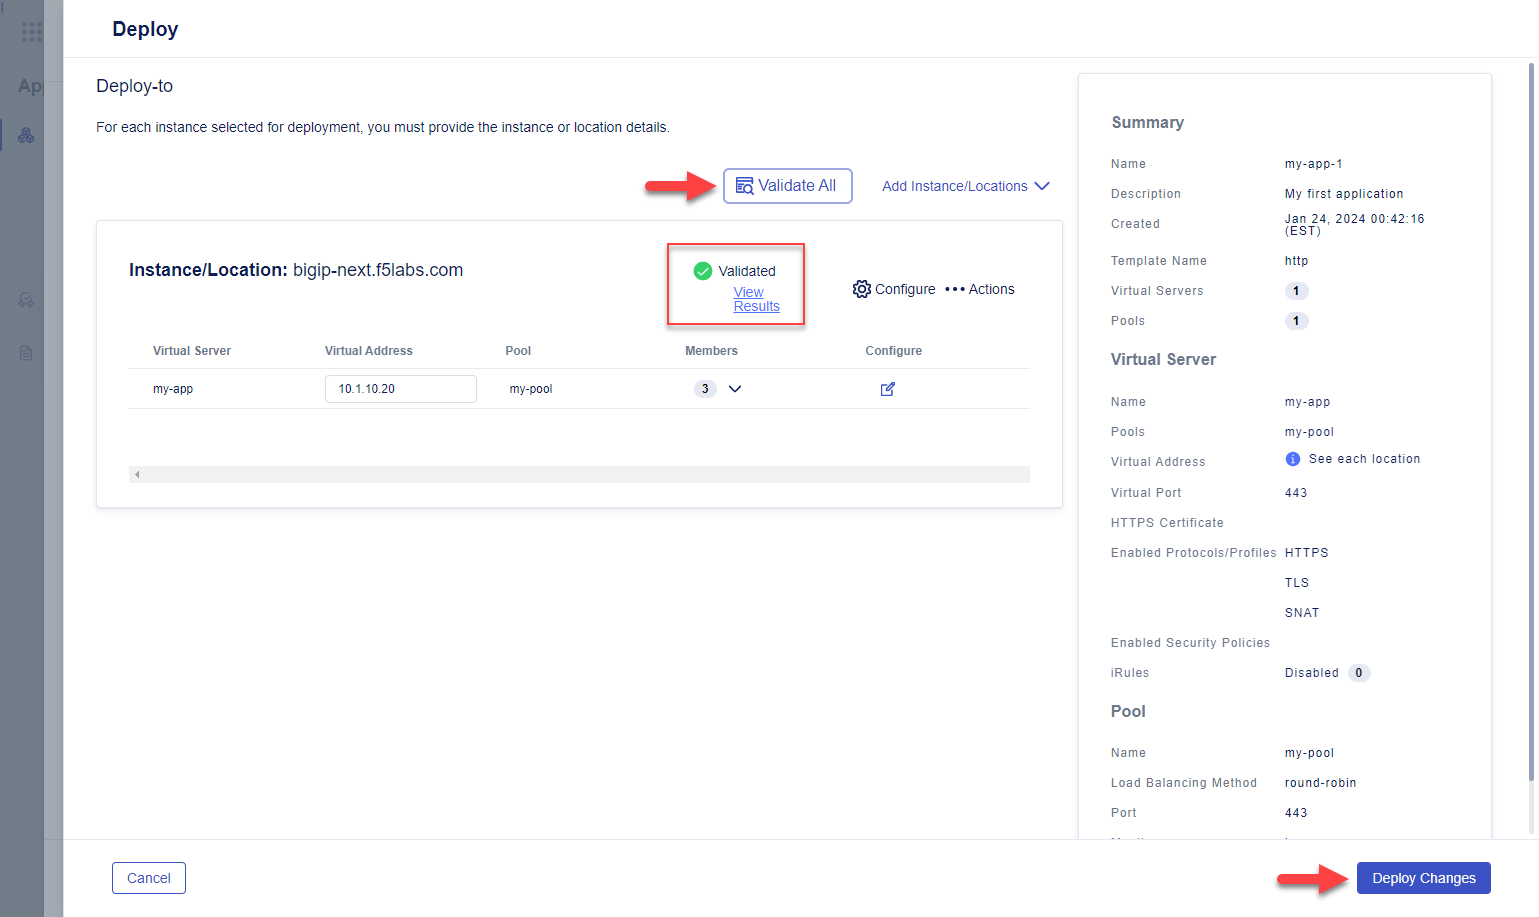 Deploy
App
Deploy-to
For each instance selected for deployment, you must provide the instance or location details.
Validate All
Add Instance/Locations
Instance/Location: bigip-next.f5labs.com
Validated
View
Results
Configure
Actions
Virtual Server Virtual Address Pool Members Configure
my-app 10.1.10.20 my-pool 3
Summary
Name my-app-1
Description My first application
Created Jan 24, 2024 00:42:16
(EST)
Template Name http
Virtual Servers 1
Pools 1
Virtual Server
Name my-app
Pools my-pool
Virtual Address See each location
Virtual Port 443
HTTPS Certificate
Enabled Protocols/Profiles HTTPS
TLS
SNAT
Enabled Security Policies
iRules Disabled 0
Pool
Name my-pool
Load Balancing Method round-robin
Port 443
Cancel
Deploy Changes